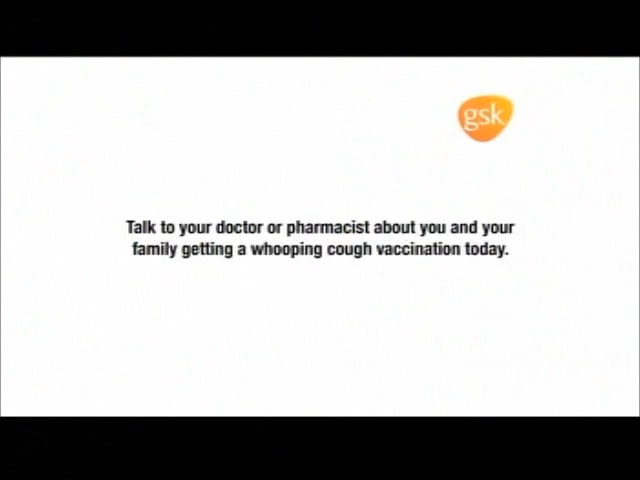 gsk
Talk to your doctor or pharmacist about you and your
family getting a whooping cough vaccination today.